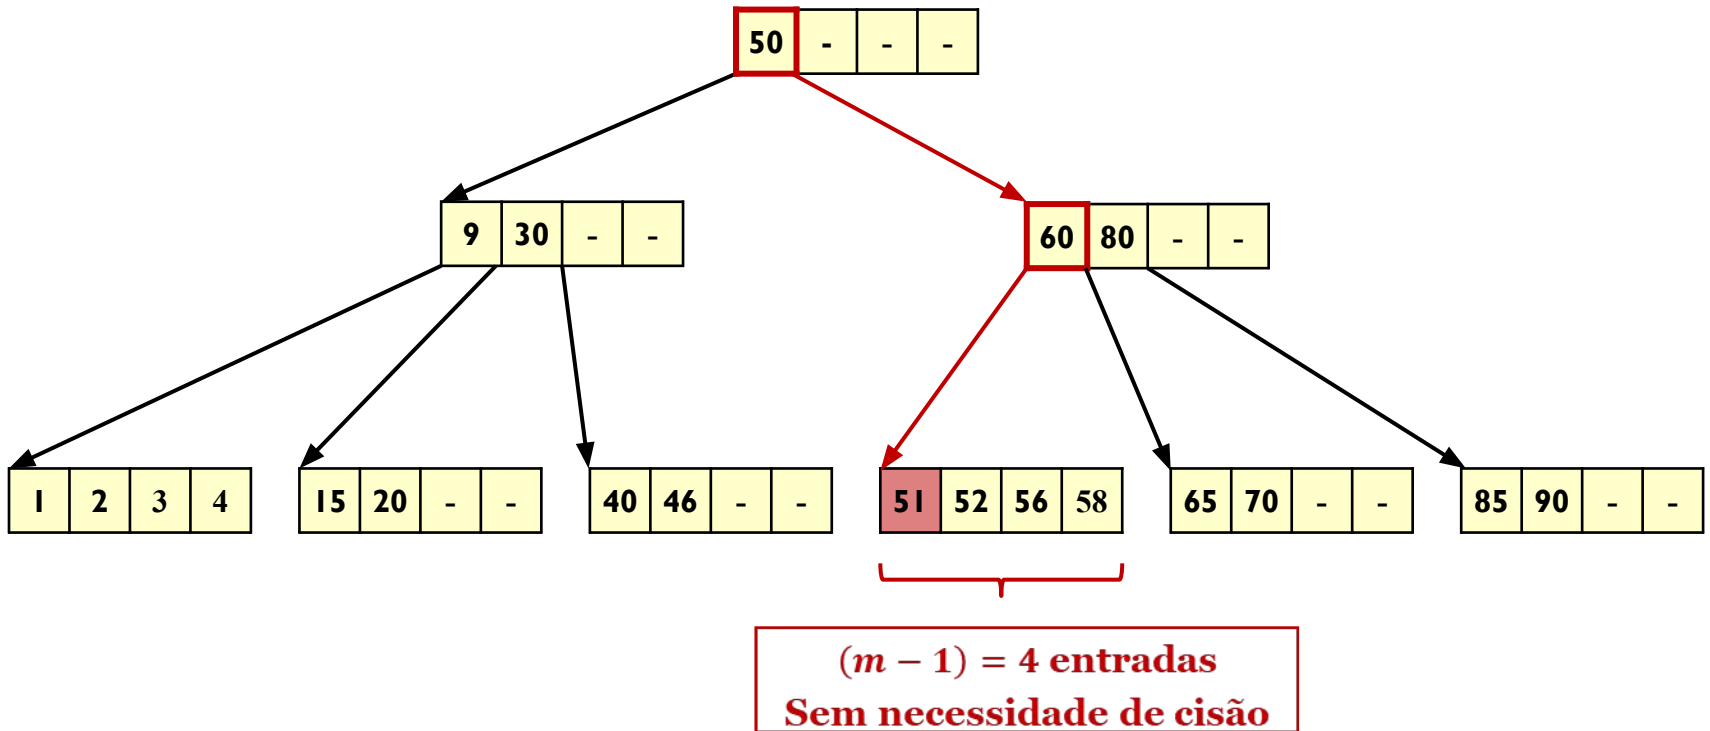 50 - - -
9 30 - -
60 80 - -
1 2 3 4
15 20 - -
40 46 - -
51 52 56 58
65 70 - -
85 90 - -
(m − 1) = 4 entradas
Sem necessidade de cisão